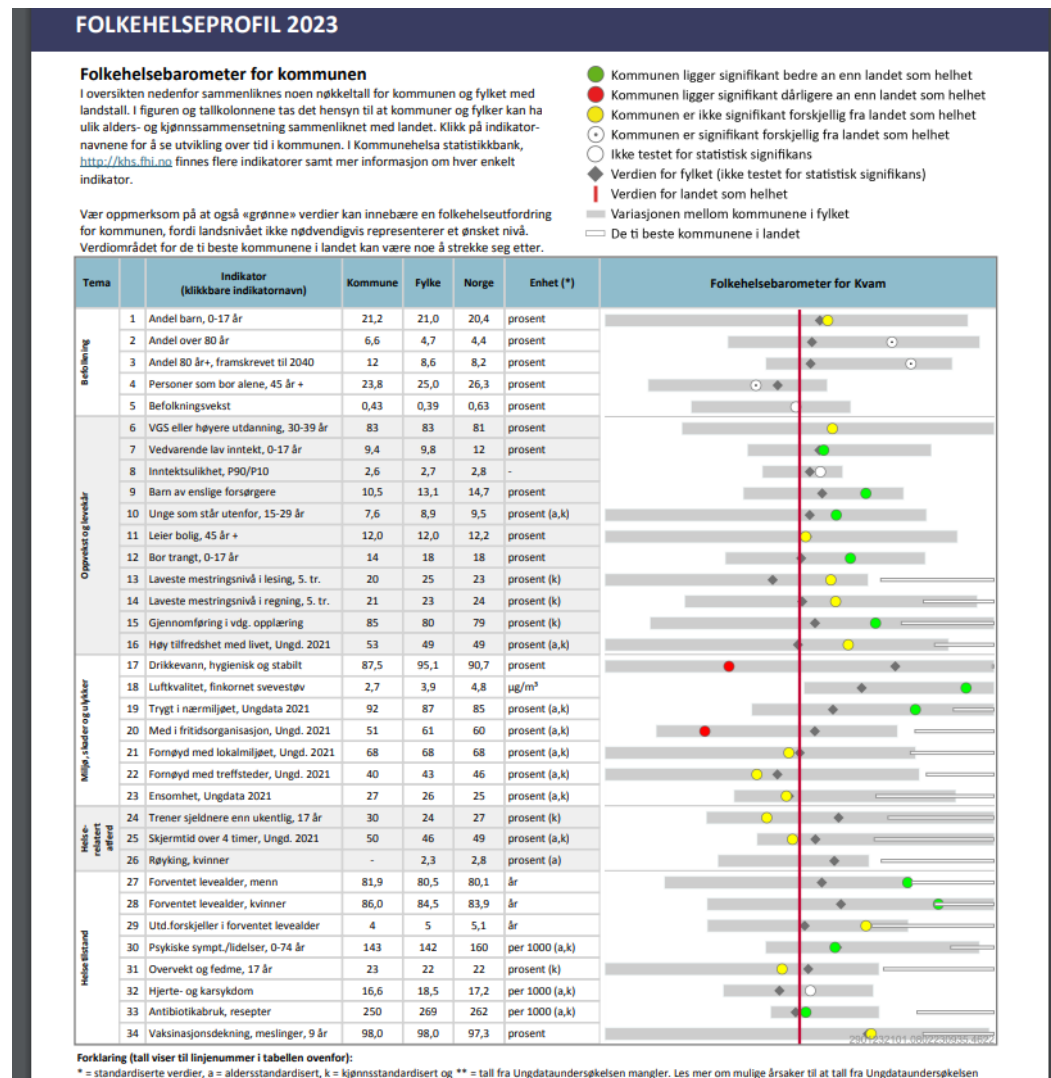 FOLKEHELSEPROFIL 2023
Folkehelsebarometer for kommunen
I oversikten nedenfor sammenliknes noen nøkkeltall for kommunen og fylket med
landstall. I figuren og tallkolonnene tas det hensyn til at kommuner og fylker kan ha
ulik alders- og kjønnssammensetning sammenliknet med landet. Klikk på indikator-
navnene for å se utvikling over tid i kommunen. I Kommunehelsa statistikkbank,
http://khs.fhi.no finnes flere indikatorer samt mer informasjon om hver enkelt
indikator.
Vær oppmerksom på at også «grønne» verdier kan innebære en folkehelseutfordring
for kommunen, fordi landsnivået ikke nødvendigvis representerer et ønsket nivå.
Verdiområdet for de ti beste kommunene i landet kan være noe å strekke seg etter.
Kommunen ligger signifikant bedre an enn landet som helhet
Kommunen ligger signifikant dårligere an enn landet som helhet
Kommunen er ikke signifikant forskjellig fra landet som helhet
Kommunen er signifikant forskjellig fra landet som helhet
Ikke testet for statistisk signifikans
Verdien for fylket (ikke testet for statistisk signifikans)
Verdien for landet som helhet
Variasjonen mellom kommunene i fylket
De ti beste kommunene i landet
Tema Indikator (klikkbare indikatornavn) Kommune Fylke Norge Enhet (*) Folkehelsebarometer for Kvam
Befolkning
1 Andel barn, 0-17 år 21,2 21,0 20,4 prosent
2 Andel over 80 år 6,6 4,7 4,4 prosent
3 Andel 80 år+, framskrevet til 2040 12 8,6 8,2 prosent
4 Personer som bor alene, 45 år + 23,8 25,0 26,3 prosent
5 Befolkningsvekst 0,43 0,39 0,63 prosent
Oppvekst og levekår
6 VGS eller høyere utdanning, 30-39 år 83 83 81 prosent
7 Vedvarende lav inntekt, 0-17 år 9,4 9,8 12 prosent
8 Inntektsulikhet, P90/P10 2,6 2,7 2,8 -
9 Barn av enslige forsørgere 10,5 13,1 14,7 prosent
10 Unge som står utenfor, 15-29 år 7,6 8,9 9,5 prosent (a,k)
11 Leier bolig, 45 år + 12,0 12,0 12,2 prosent
12 Bor trangt, 0-17 år 14 18 18 prosent
13 Laveste mestringsnivå i lesing, 5. tr. 20 25 23 prosent (k)
14 Laveste mestringsnivå i regning, 5. tr. 21 23 24 prosent (k)
15 Gjennomføring i vdg. opplæring 85 80 79 prosent (k)
16 Høy tilfredshet med livet, Ungd. 2021 53 49 49 prosent (a,k)
Miljø, skader og ulykker
17 Drikkevann, hygienisk og stabilt 87,5 95,1 90,7 prosent
18 Luftkvalitet, finkornet svevestøv 2,7 3,9 4,8 µg/m³
19 Trygt i nærmiljøet, Ungdata 2021 92 87 85 prosent (a,k)
20 Med i fritidsorganisasjon, Ungd. 2021 51 61 60 prosent (a,k)
21 Fornøyd med lokalmiljøet, Ungd. 2021 68 68 68 prosent (a,k)
22 Fornøyd med treffsteder, Ungd. 2021 40 43 46 prosent (a,k)
23 Ensomhet, Ungdata 2021 27 26 25 prosent (a,k)
Helse-
relatert
atferd
24 Trener sjeldnere enn ukentlig, 17 år 30 24 27 prosent (k)
25 Skjermtid over 4 timer, Ungd. 2021 50 46 49 prosent (a,k)
26 Røyking, kvinner - 2,3 2,8 prosent (a)
Helsetilstand
27 Forventet levealder, menn 81,9 80,5 80,1 år
28 Forventet levealder, kvinner 86,0 84,5 83,9 år
29 Utd.forskjeller i forventet levealder 4 5 5,1 år
30 Psykiske sympt./lidelser, 0-74 år 143 142 160 per 1000 (a,k)
31 Overvekt og fedme, 17 år 23 22 22 prosent (k)
32 Hjerte- og karsykdom 16,6 18,5 17,2 per 1000 (a,k)
33 Antibiotikabruk, resepter 250 269 262 per 1000 (a,k)
34 Vaksinasjonsdekning, meslinger, 9 år 98,0 98,0 97,3 prosent
2901232101.0802230935.4622
Forklaring (tall viser til linjenummer i tabellen ovenfor):
* = standardiserte verdier, a = aldersstandardisert, k = kjønnsstandardisert og ** = tall fra Ungdataundersøkelsen mangler. Les mer om mulige årsaker til at tall fra Ungdataundersøkelsen